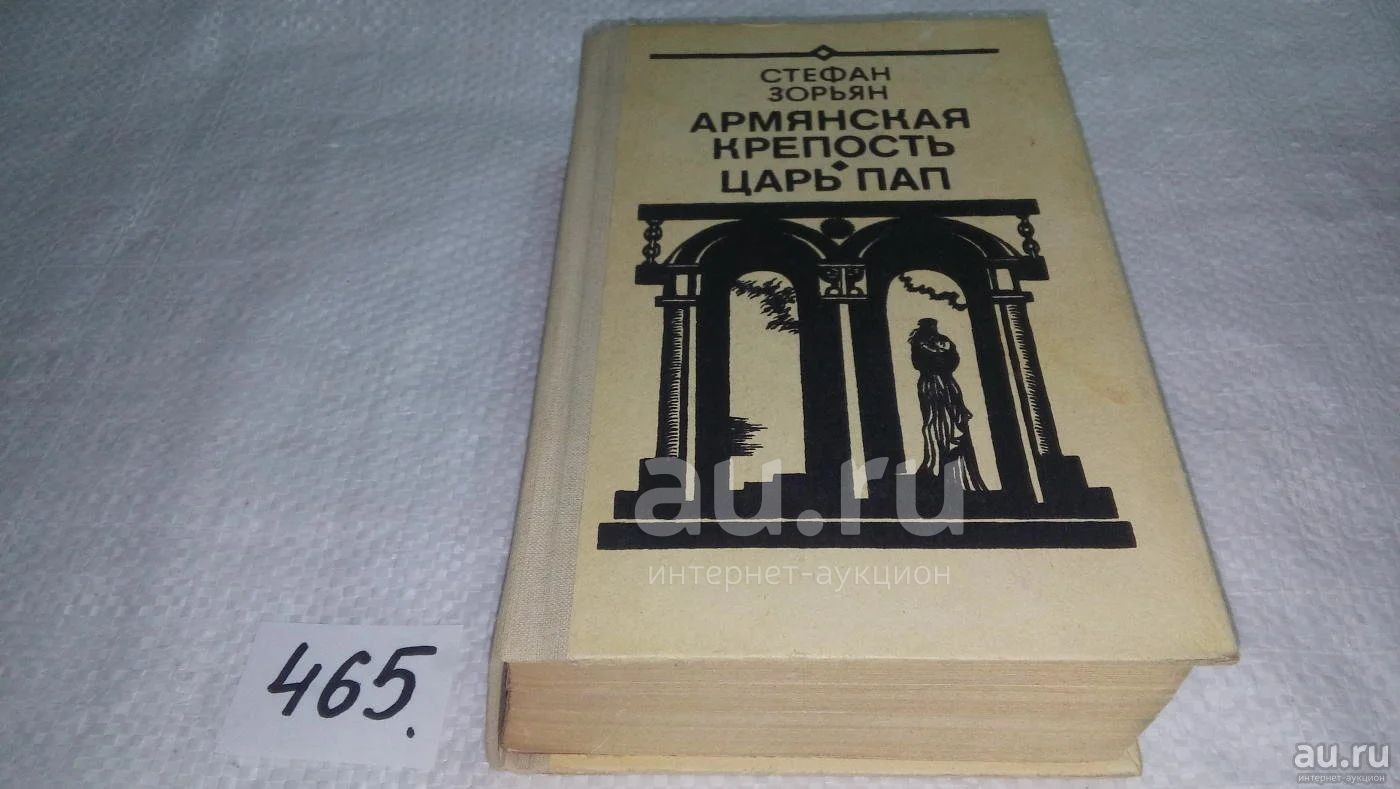 СТЕФАН
ЗОРЬЯН
АРМЯНСКАЯ
КРЕПОСТЬ
ЦАРЬ ПАП
au.ru
интернет-аукцион
465.
au.ru
интернет-аукцион